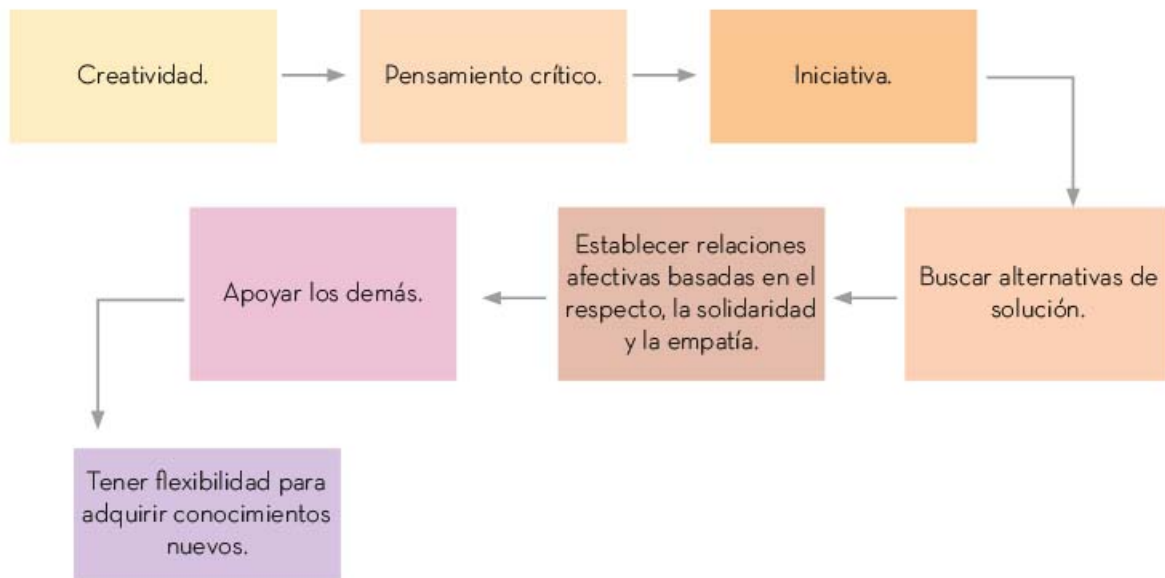 Creatividad.
Pensamiento crítico.
Iniciativa.
Buscar alternativas de
solución.
Establecer relaciones
afectivas basadas en el
respecto, la solidaridad
y la empatía.
Apoyar los demás.
Tener flexibilidad para
adquirir conocimientos
nuevos.